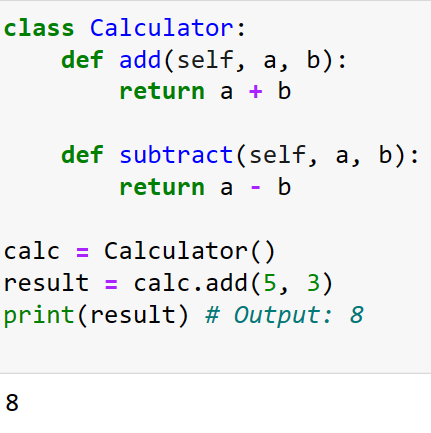 class Calculator:
    def add(self, a, b):
        return a + b

    def subtract(self, a, b):
        return a - b

calc = Calculator()
result = calc.add(5, 3)
print(result) # Output: 8
8